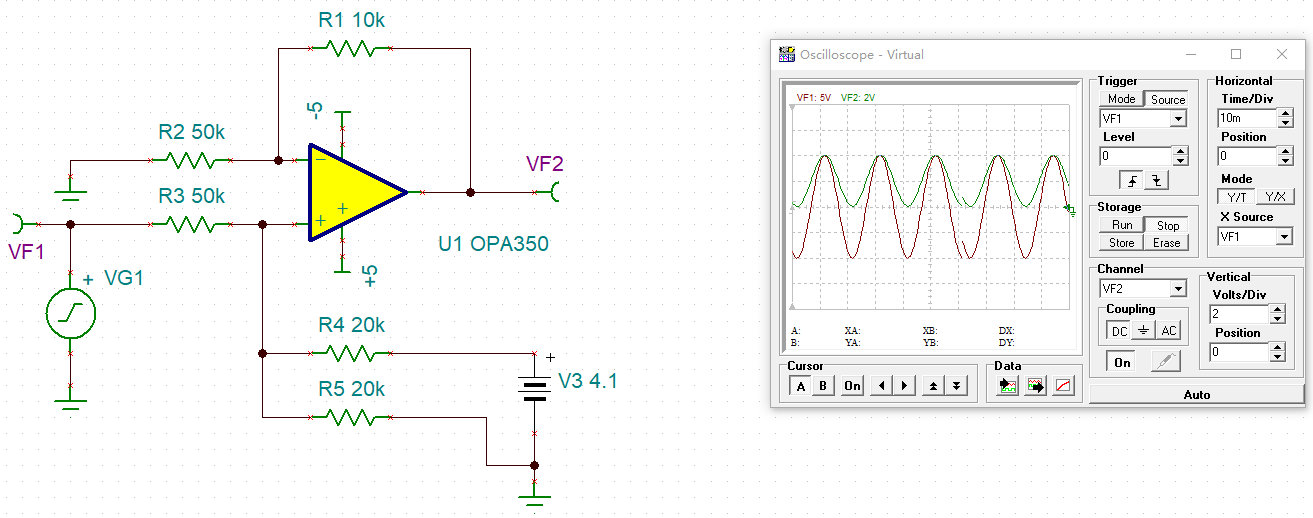 R1 10k
-5
R2 50k
R3 50k
VF2
VF1
+ VG1
U1 OPA350
+5
R4 20k
R5 20k
+
V3 4.1
Oscilloscope - Virtual
VF1: 5V VF2: 2V
A: XA: XB: DX:
B: YA: YB: DY:
Cursor
A B On
Data
Trigger
Mode Source
VF1
Level
0
Storage
Run Stop
Store Erase
Channel
VF2
Coupling
DC AC
On
Horizontal
Time/Div
10m
Position
0
Mode
Y/T Y/X
X Source
VF1
Vertical
Volts/Div
2
Position
0
Auto